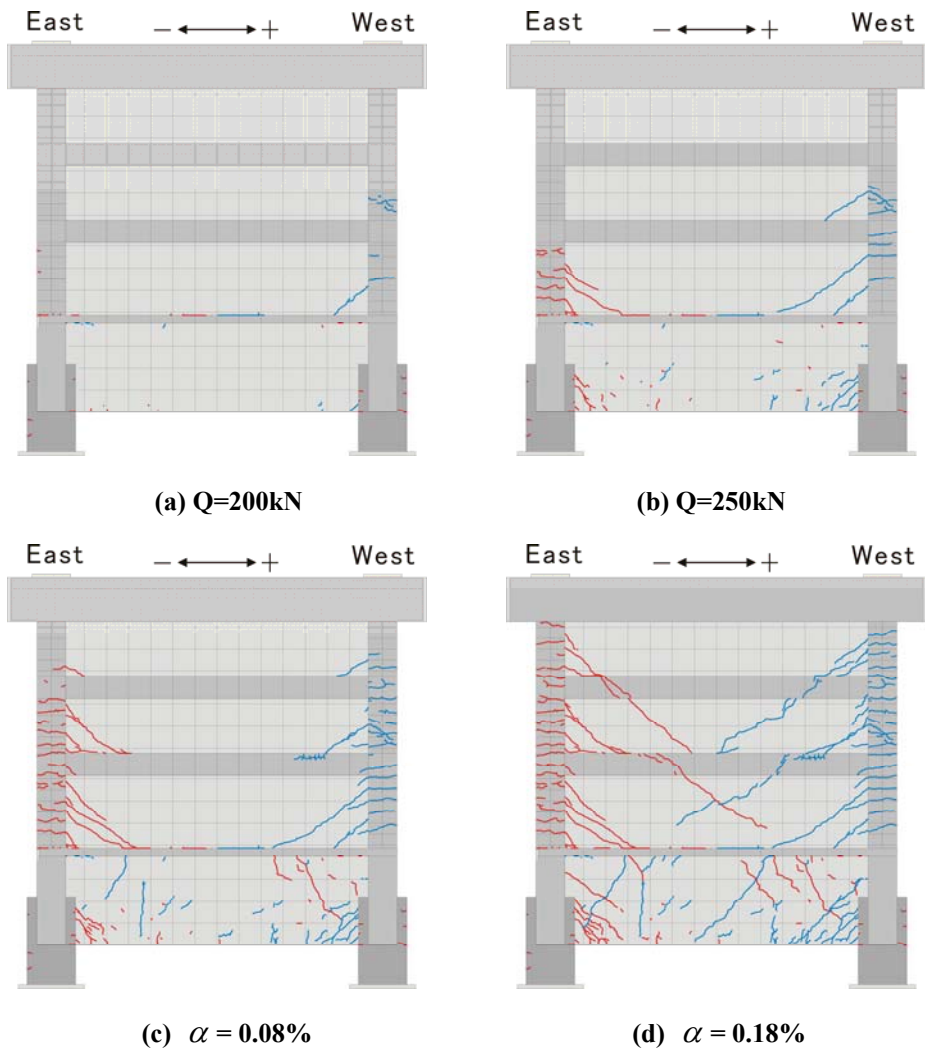 East − ↔ + West
East − ↔ + West
(a) Q=200kN
(b) Q=250kN
East − ↔ + West
East − ↔ + West
(c) α = 0.08%
(d) α = 0.18%